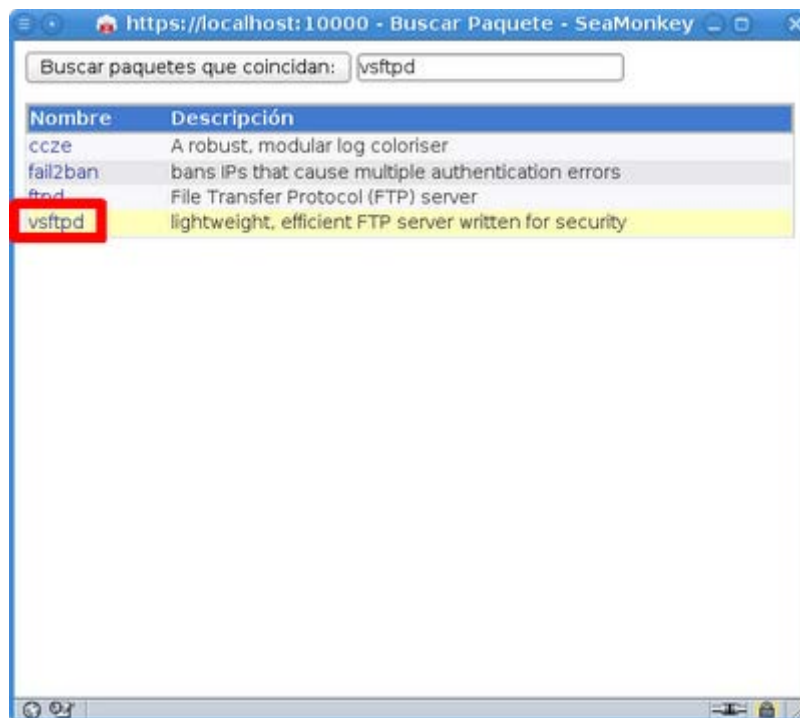 https://localhost:10000 - Buscar Paquete - SeaMonkey
Buscar paquetes que coincidan: vsftpd
Nombre Descripción
ccze A robust, modular log coloriser
fail2ban bans IPs that cause multiple authentication errors
ftpd File Transfer Protocol (FTP) server
vsftpd lightweight, efficient FTP server written for security